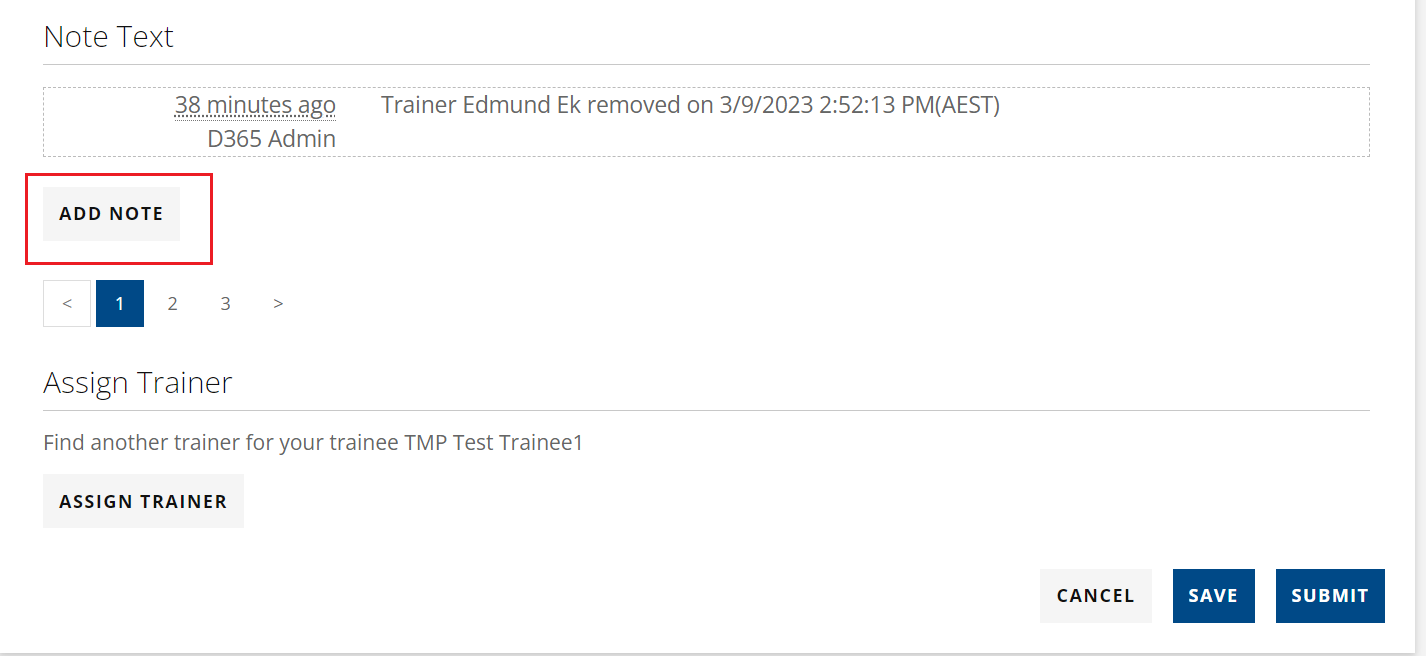 Note Text
38 minutes ago Trainer Edmund Ek removed on 3/9/2023 2:52:13 PM(AEST)
D365 Admin
ADD NOTE
< 1 2 3 >
Assign Trainer
Find another trainer for your trainee TMP Test Trainee1
ASSIGN TRAINER
CANCEL SAVE SUBMIT